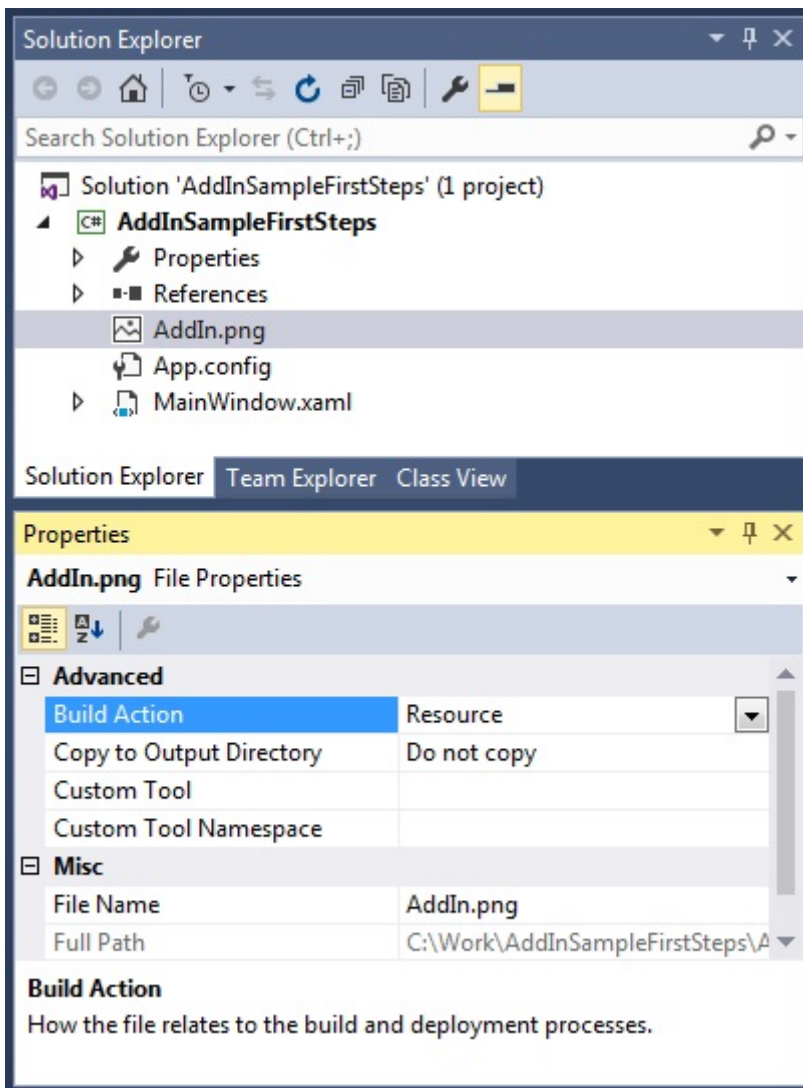 Solution Explorer
Search Solution Explorer (Ctrl+;)
Solution 'AddInSampleFirstSteps' (1 project)
C# AddInSampleFirstSteps
Properties
References
AddIn.png
App.config
MainWindow.xaml
Solution Explorer Team Explorer Class View
Properties
AddIn.png File Properties
Advanced
Build Action Resource
Copy to Output Directory Do not copy
Custom Tool
Custom Tool Namespace
Misc
File Name AddIn.png
Full Path C:\Work\AddInSampleFirstSteps\A
Build Action
How the file relates to the build and deployment processes.